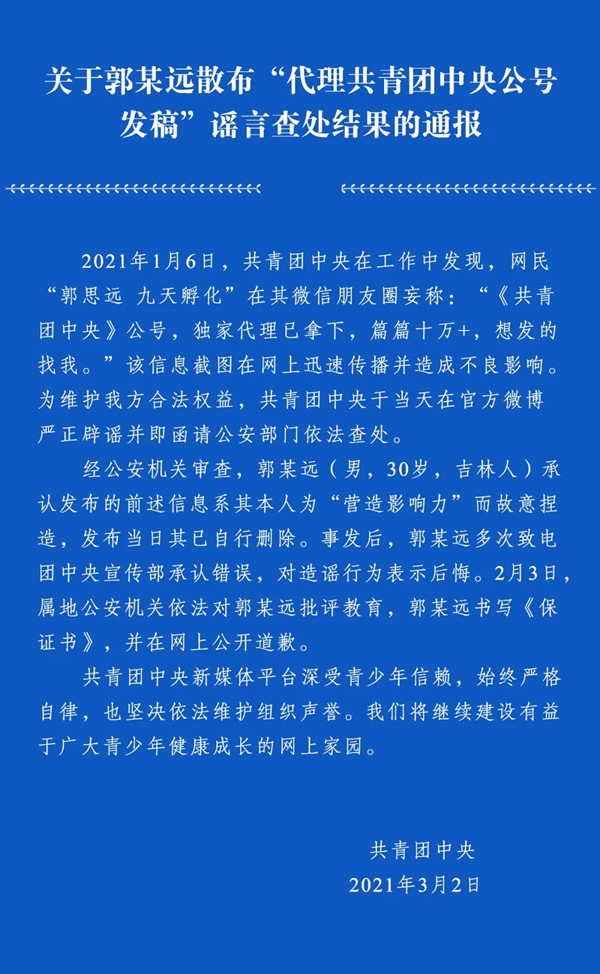 关于郭某远散布“代理共青团中央公号
发稿”谣言查处结果的通报
2021年1月6日，共青团中央在工作中发现，网民
“郭思远 九天孵化”在其微信朋友圈妄称：“《共青
团中央》公号，独家代理已拿下，篇篇十万+，想发的
找我。”该信息截图在网上迅速传播并造成不良影响。
为维护我方合法权益，共青团中央于当天在官方微博
严正辟谣并即函请公安部门依法查处。
经公安机关审查，郭某远（男，30岁，吉林人）承
认发布的前述信息系其本人为“营造影响力”而故意捏
造，发布当日其已自行删除。事发后，郭某远多次致电
团中央宣传部承认错误，对造谣行为表示后悔。2月3日，
属地公安机关依法对郭某远批评教育，郭某远书写《保
证书》，并在网上公开道歉。
共青团中央新媒体平台深受青少年信赖，始终严格
自律，也坚决依法维护组织声誉。我们将继续建设有益
于广大青少年健康成长的网上家园。
共青团中央
2021年3月2日